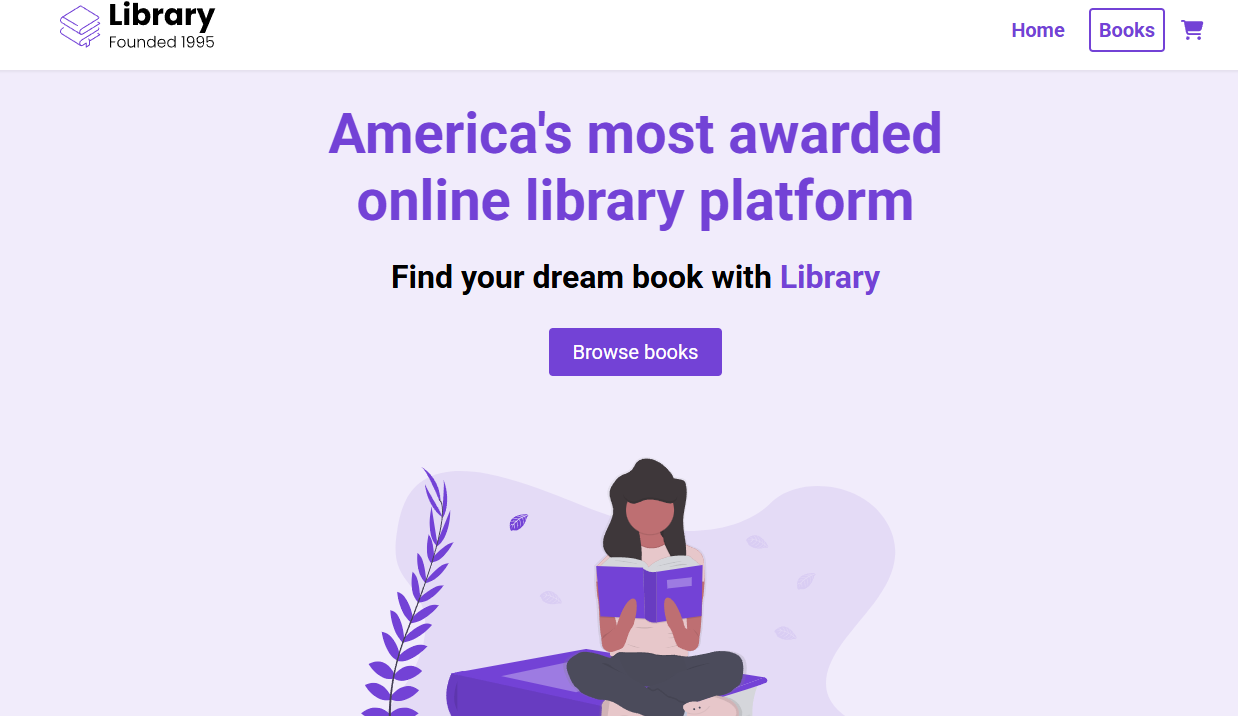 Library
Founded 1995
Home
Books
America's most awarded
online library platform
Find your dream book with Library
Browse books